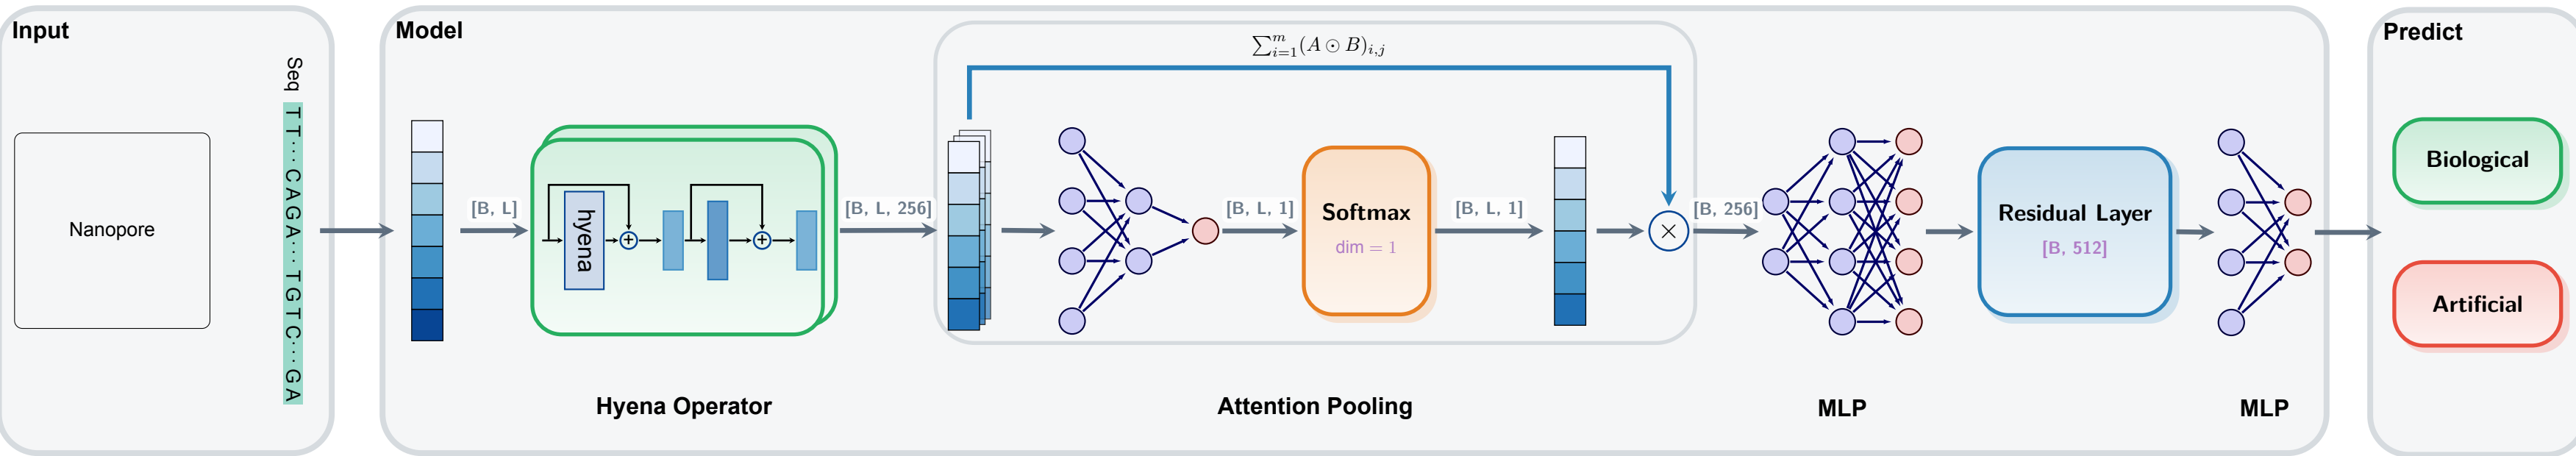 Input
Nanopore
Seq T T ··· C A G A ··· T G T C ··· G A
Model
[B, L]
hyena
+
+
Hyena Operator
[B, L, 256]
∑_{i=1}^{m}(A ⊙ B)_{i,j}
[B, L, 1]
Softmax
dim = 1
[B, L, 1]
×
Attention Pooling
[B, 256]
MLP
Residual Layer
[B, 512]
MLP
Predict
Biological
Artificial